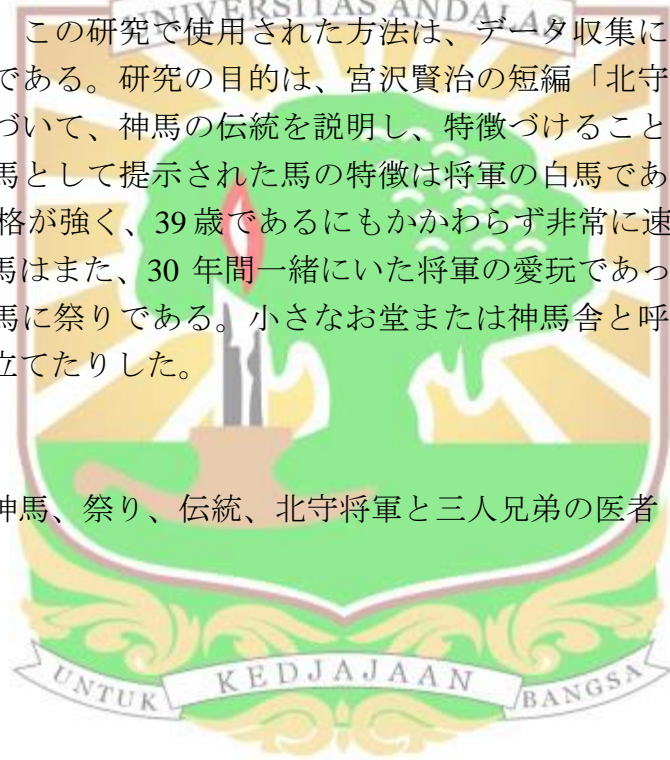 UNIVERSITAS ANDALAS
この研究で使用された方法は、データ収集に
である。研究の目的は、宮沢賢治の短編「北守
づいて、神馬の伝統を説明し、特徴づけること
馬として提示された馬の特徴は将軍の白馬であ
格が強く、39歳であるにもかかわらず非常に速
馬はまた、30 年間一緒にいた将軍の愛玩であっ
馬に祭りである。小さなお堂または神馬舎と呼
立てたりした。
神馬、祭り、伝統、北守将軍と三人兄弟の医者
UNTUK KEDJAJAAN BANGSA